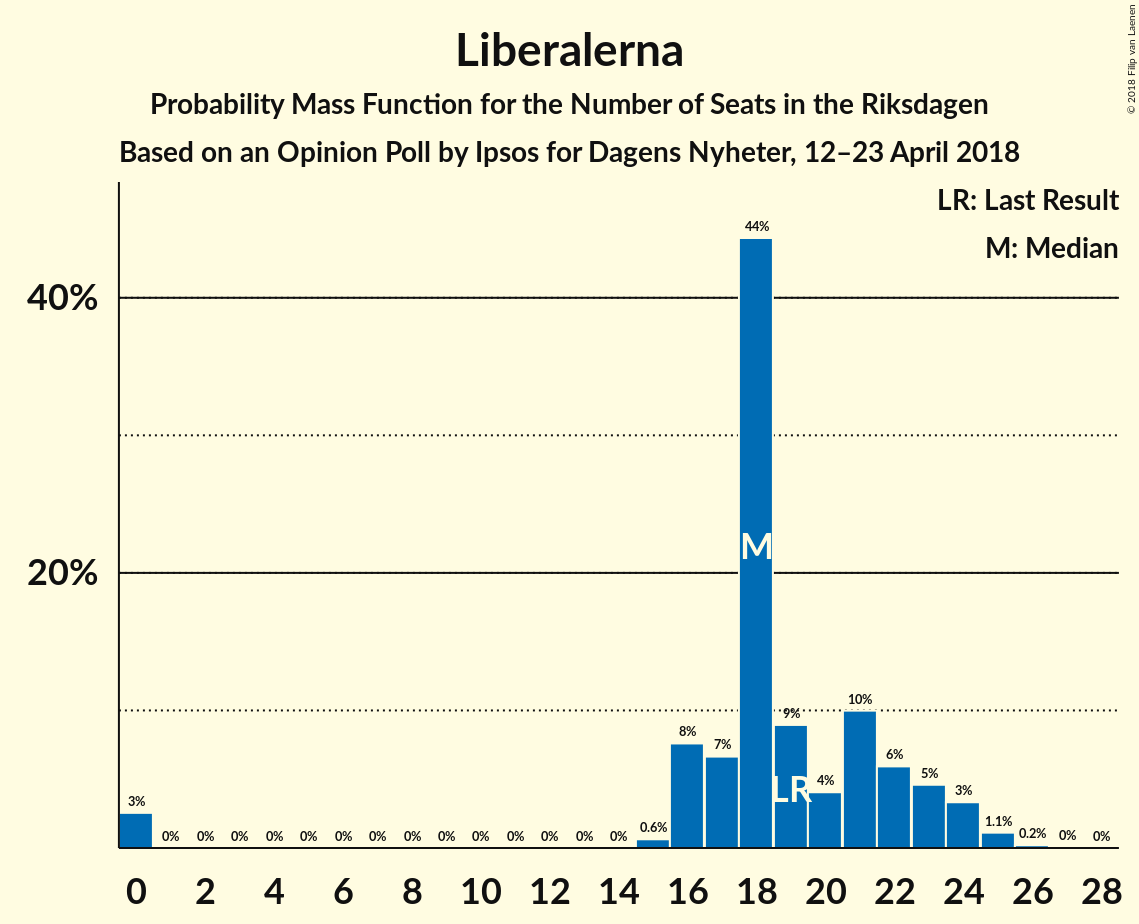 Liberalerna
Probability Mass Function for the Number of Seats in the Riksdagen
Based on an Opinion Poll by Ipsos for Dagens Nyheter, 12–23 April 2018
© 2018 Filip van Laenen
LR: Last Result
M: Median
40%
20%
3% 0% 0% 0% 0% 0% 0% 0% 0% 0% 0% 0% 0% 0% 0% 0.6% 8% 7% 44% 9% 4% 10% 6% 5% 3% 1.1% 0.2% 0% 0%
M
LR
0 2 4 6 8 10 12 14 16 18 20 22 24 26 28